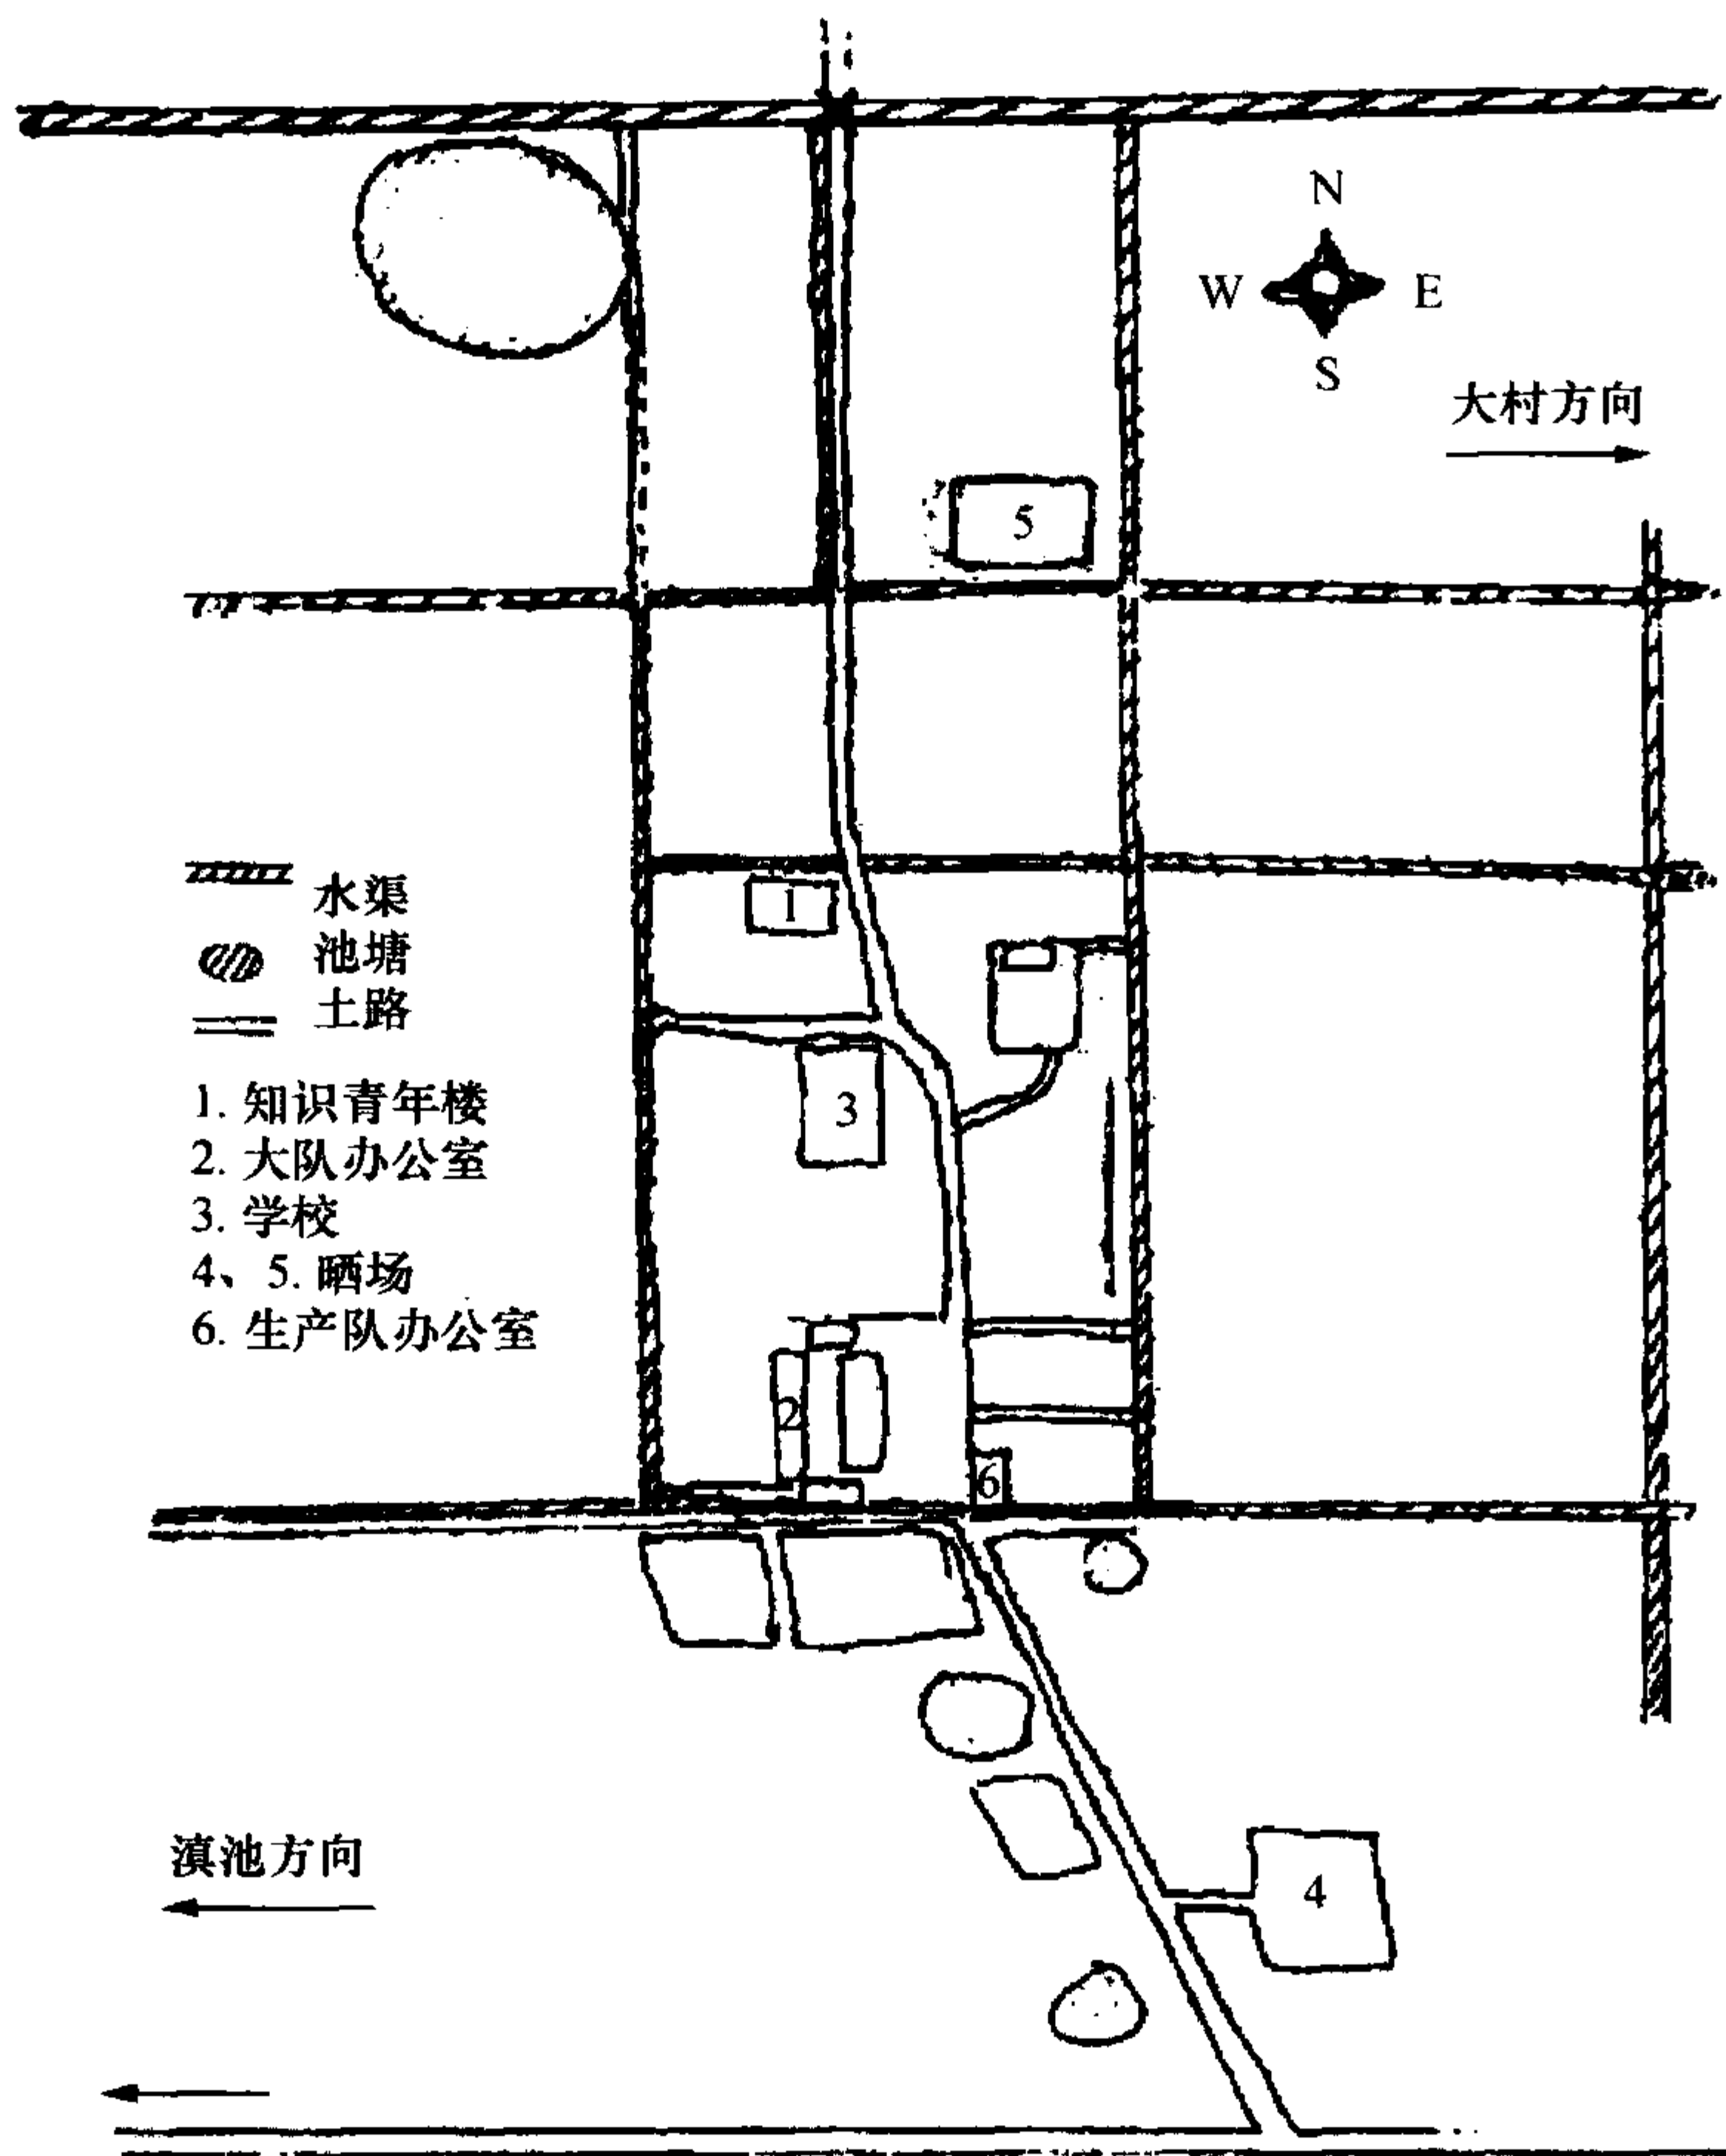 N
W E
S
大村方向
5
水渠
池塘
土路
1
1. 知识青年楼
2. 大队办公室
3. 学校
4、5. 晒场
6. 生产队办公室
3
2
6
滇池方向
4